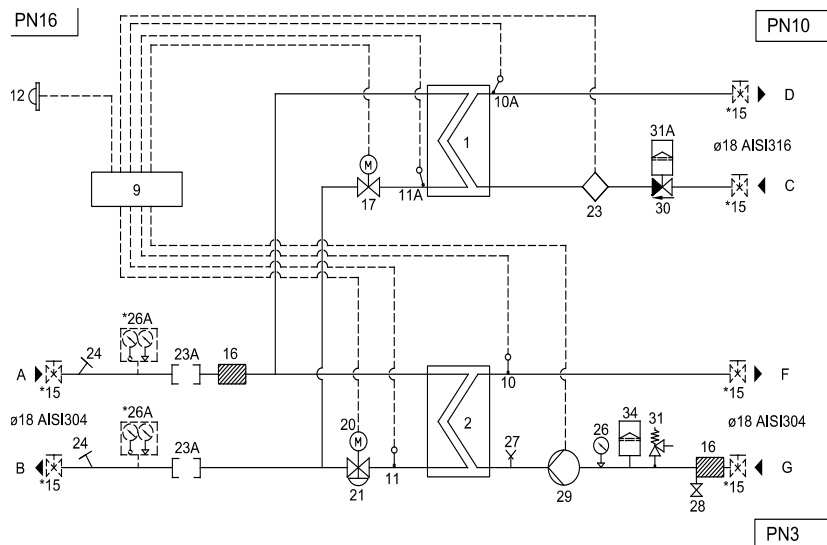 PN16
PN10
12
10A
*15
D
31A
ø18 AISI316
1
9
M
17
11A
23
30
*15
C
*26A
24
23A
16
A
*15
10
*15
F
ø18 AISI304
*26A
20
2
27
26
34
31
ø18 AISI304
24
23A
M
16
B
*15
21
11
29
28
*15
G
PN3